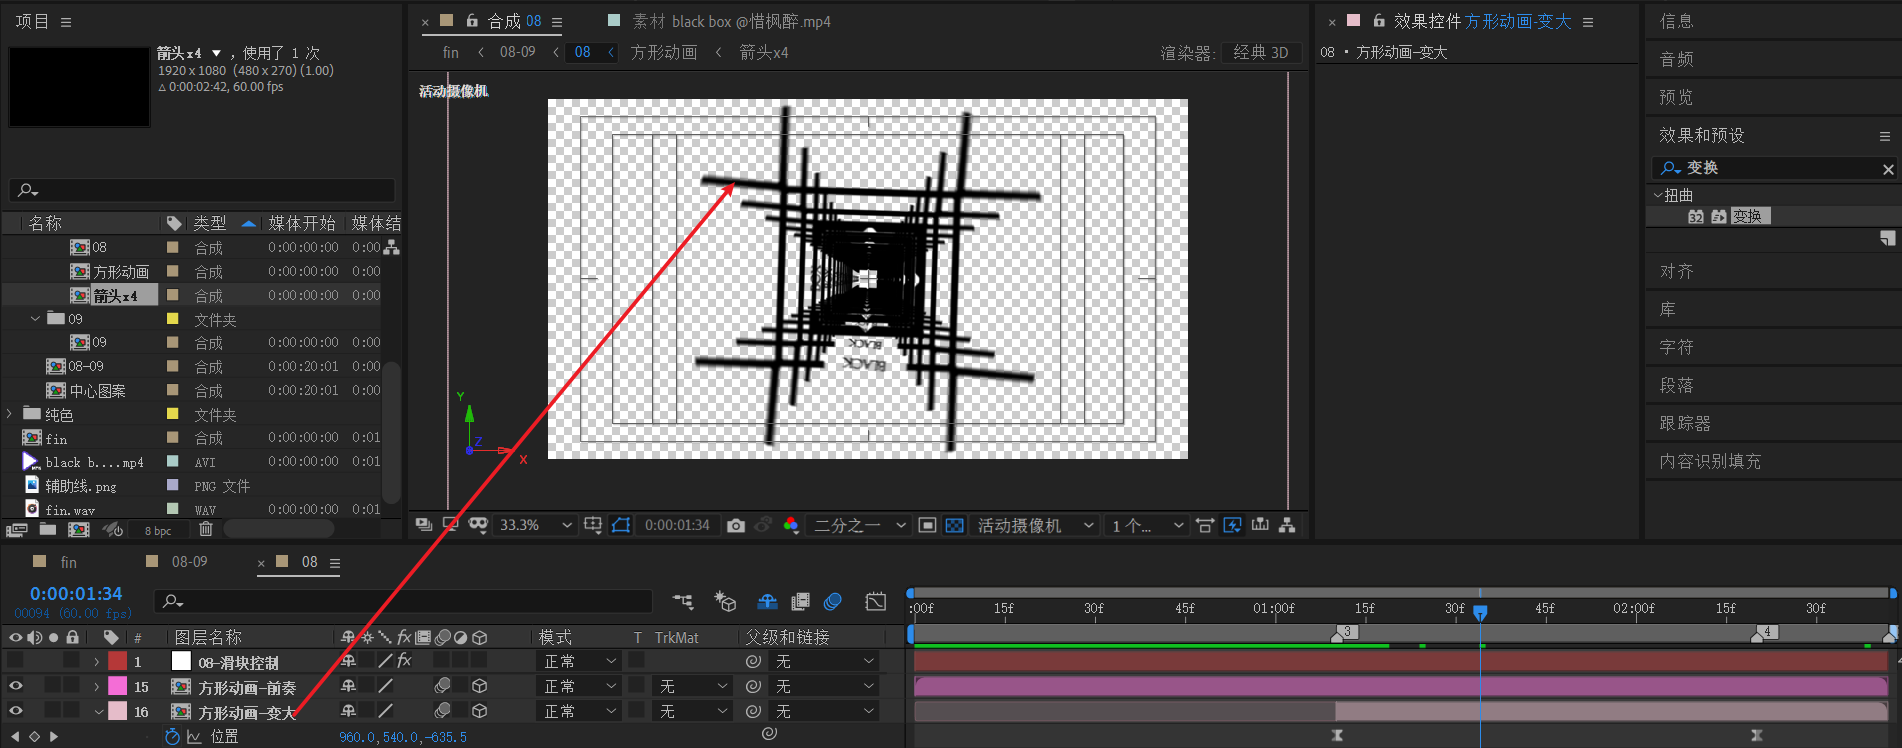 项目
箭头x4 ▼ ，使用了 1 次
1920 x 1080 (480 x 270) (1.00)
△ 0:00:02:42, 60.00 fps
名称 类型 媒体开始 媒体结
08 合成 0:00:00:00 0:00
方形动画 合成 0:00:00:00 0:00
箭头x4 合成 0:00:00:00 0:00
09 文件夹
09 合成 0:00:00:00 0:00
08-09 合成 0:00:20:01 0:00
中心图案 合成 0:00:20:01 0:00
纯色 文件夹
fin 合成 0:00:00:00 0:01
black b....mp4 AVI 0:00:00:00 0:01
辅助线.png PNG 文件
fin.wav WAV 0:00:00:00 0:01
8 bpc
× 合成 08 素材 black box @惜枫醉.mp4
fin < 08-09 < 08 < 方形动画 < 箭头x4
渲染器: 经典 3D
活动摄像机
BLACK
BLACK
Y
Z
X
33.3% 0:00:01:34 二分之一 活动摄像机 1 个...
× 效果控件 方形动画-变大
08 · 方形动画-变大
信息
音频
预览
效果和预设
变换 ×
扭曲
32 变换
对齐
库
字符
段落
跟踪器
内容识别填充
fin 08-09 × 08
0:00:01:34
00094 (60.00 fps)
:00f 15f 30f 45f 01:00f 15f 30f 45f 02:00f 15f 30f
# 图层名称 fx 模式 T TrkMat 父级和链接
3 4
1 08-滑块控制 fx 正常 无
15 方形动画-前奏 正常 无 无
16 方形动画-变大 正常 无 无
位置 960.0,540.0,-635.5